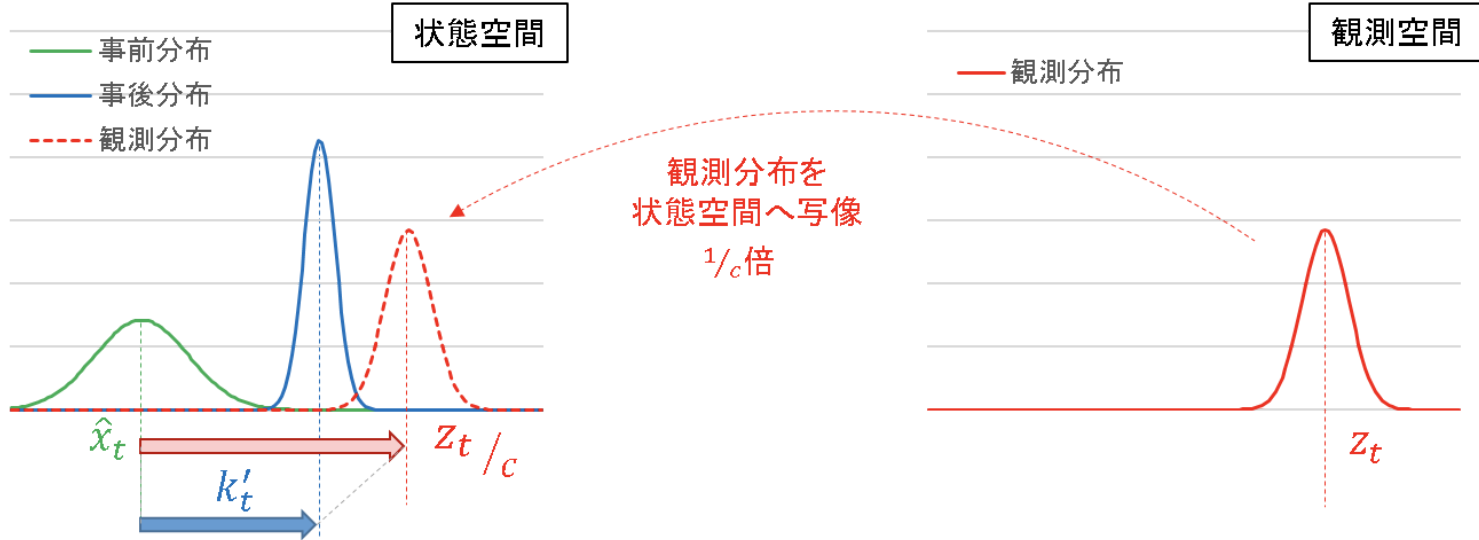 状態空間
事前分布
事後分布
観測分布
観測分布を
状態空間へ写像
1/c倍
x̂t
zt/c
k′t
観測空間
観測分布
zt